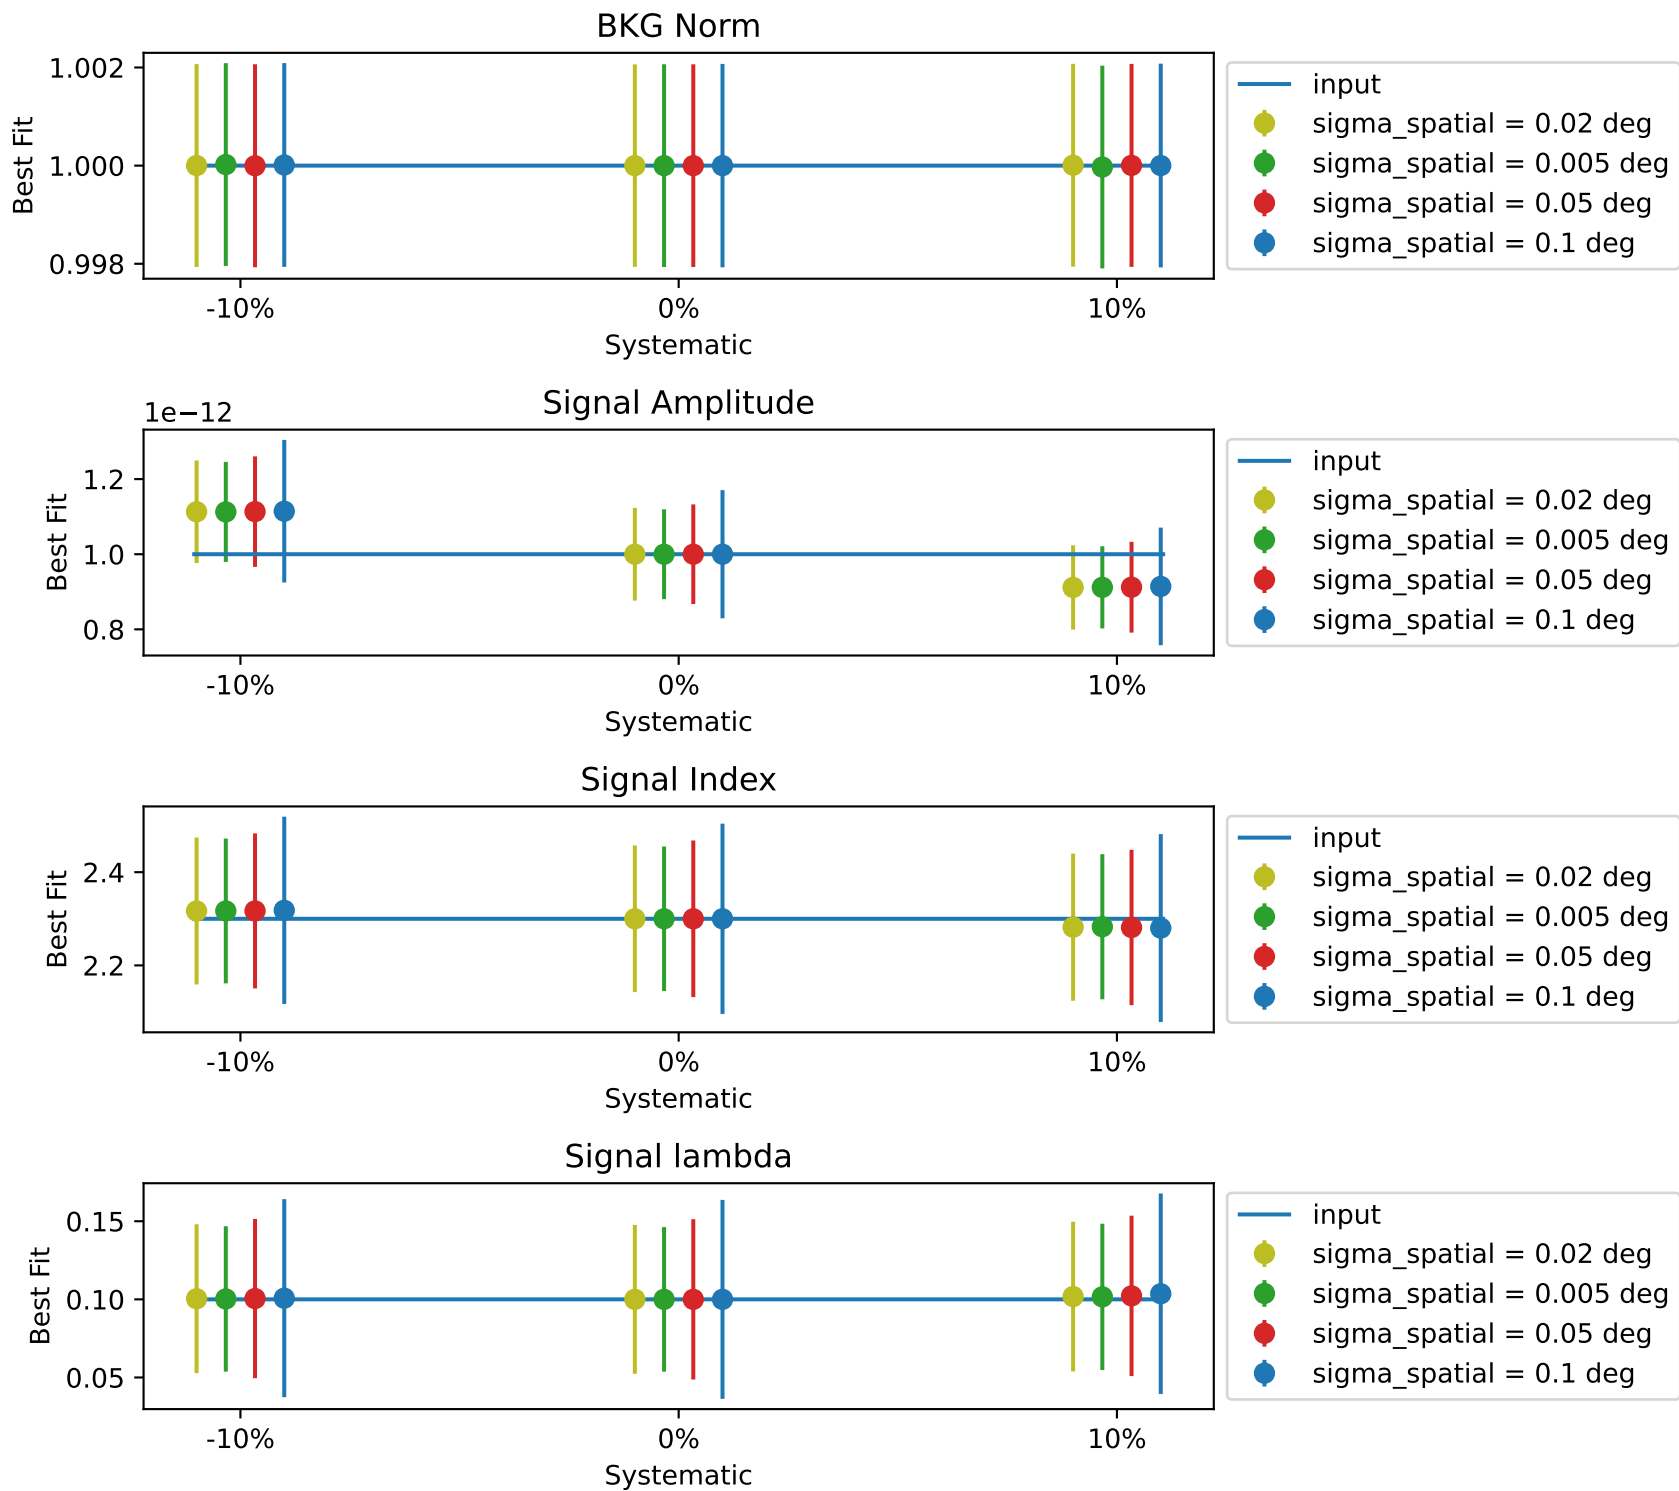 BKG Norm
Best Fit
1.002
1.000
0.998
-10%
0%
10%
Systematic
input
sigma_spatial = 0.02 deg
sigma_spatial = 0.005 deg
sigma_spatial = 0.05 deg
sigma_spatial = 0.1 deg
Signal Amplitude
1e−12
Best Fit
1.2
1.0
0.8
-10%
0%
10%
Systematic
input
sigma_spatial = 0.02 deg
sigma_spatial = 0.005 deg
sigma_spatial = 0.05 deg
sigma_spatial = 0.1 deg
Signal Index
Best Fit
2.4
2.2
-10%
0%
10%
Systematic
input
sigma_spatial = 0.02 deg
sigma_spatial = 0.005 deg
sigma_spatial = 0.05 deg
sigma_spatial = 0.1 deg
Signal lambda
Best Fit
0.15
0.10
0.05
-10%
0%
10%
Systematic
input
sigma_spatial = 0.02 deg
sigma_spatial = 0.005 deg
sigma_spatial = 0.05 deg
sigma_spatial = 0.1 deg